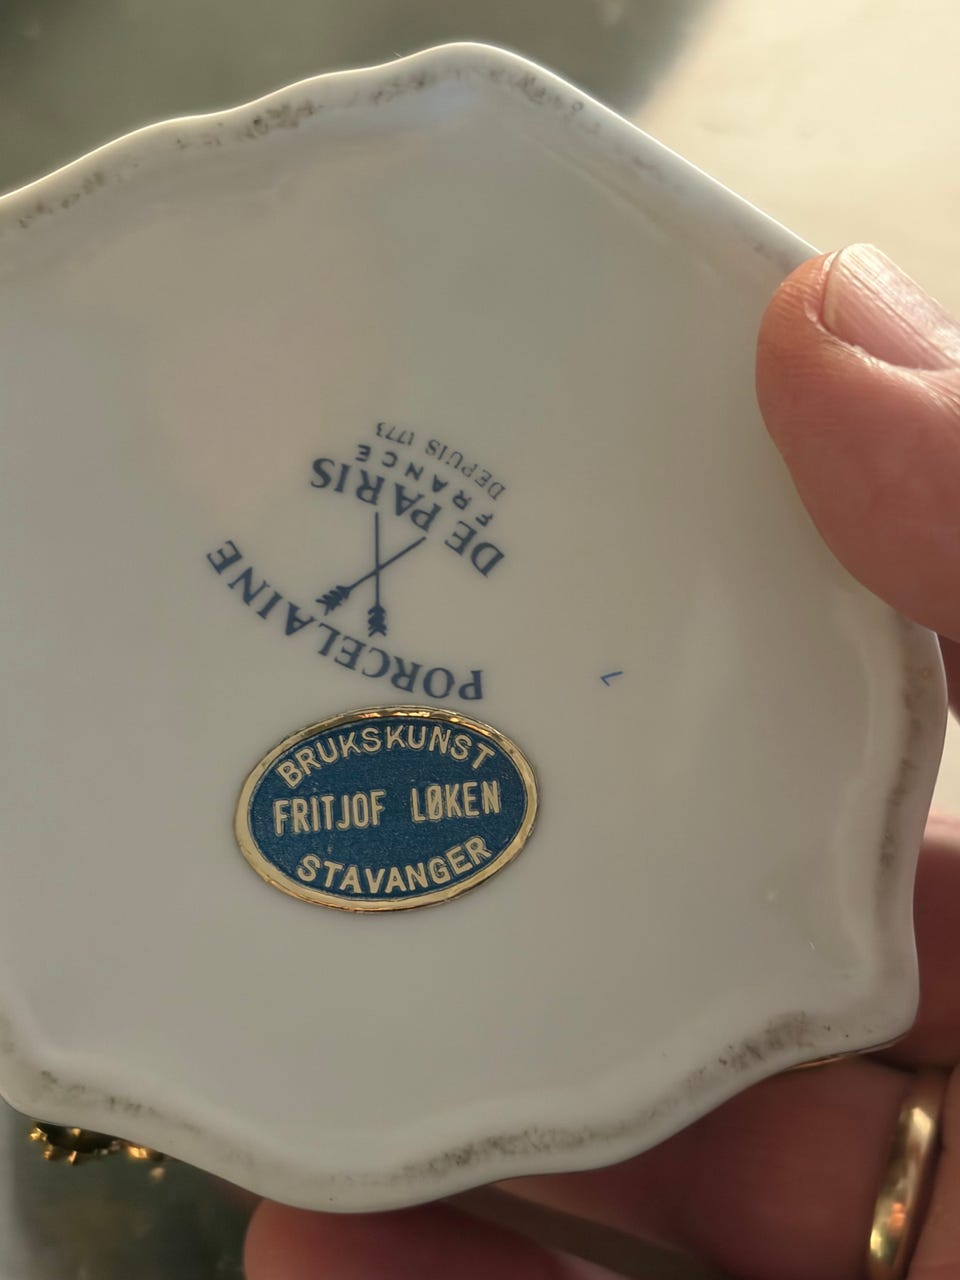 PORCELAINE
DE PARIS
FRANCE
DEPUIS 1773
BRUKSKUNST
FRITJOF LØKEN
STAVANGER